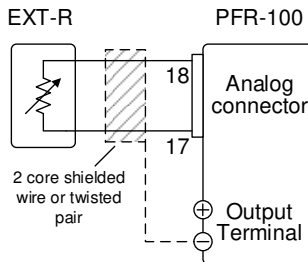 EXT-R
PFR-100
18
Analog
connector
17
2 core shielded
wire or twisted
pair
+
Output
Terminal
−